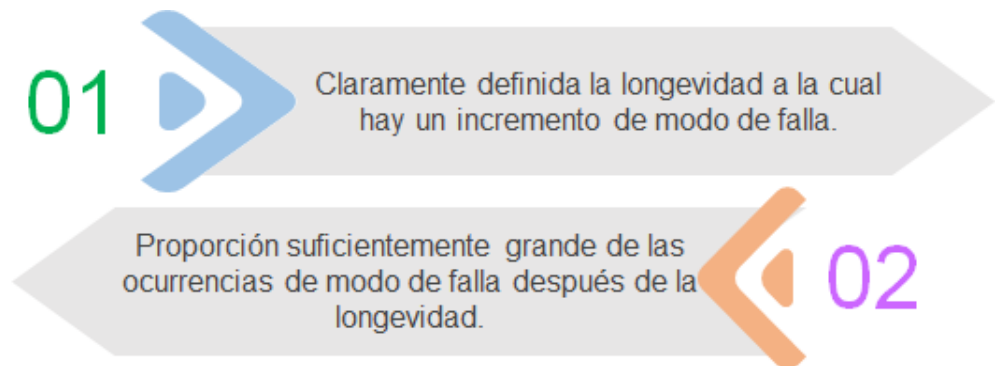 01
Claramente definida la longevidad a la cual
hay un incremento de modo de falla.
Proporción suficientemente grande de las
ocurrencias de modo de falla después de la
longevidad.
02